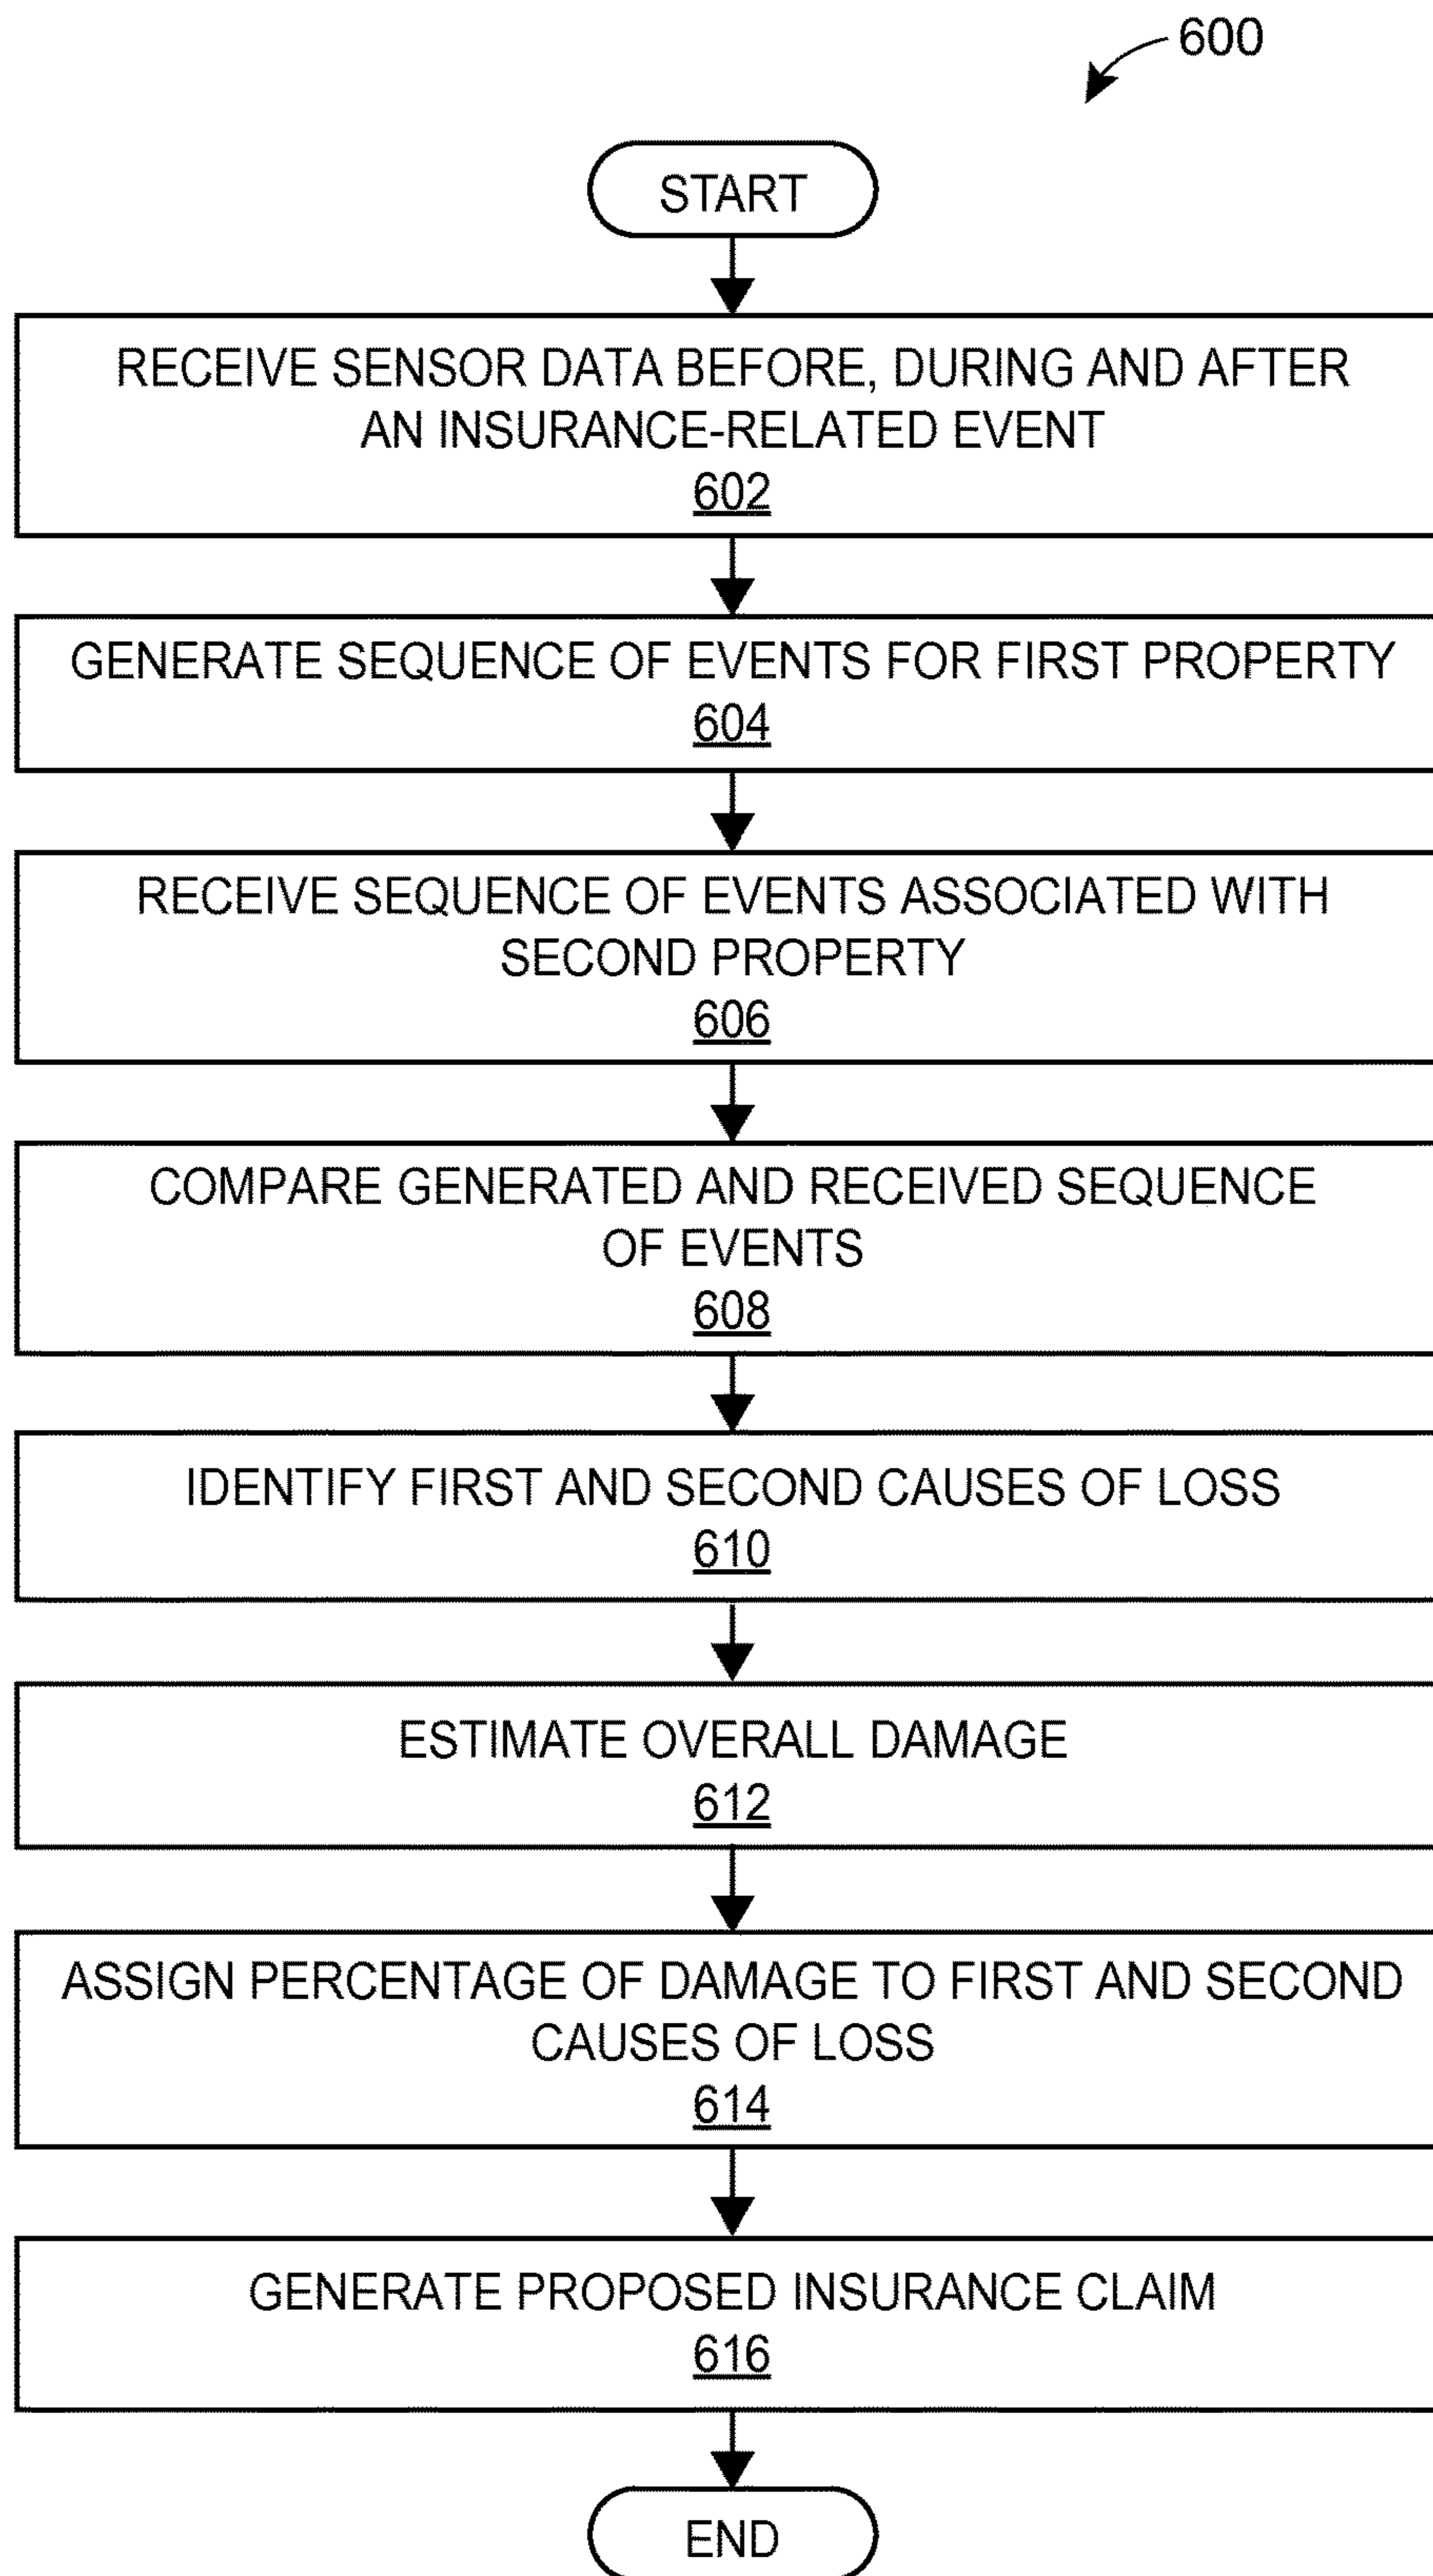 600
START
RECEIVE SENSOR DATA BEFORE, DURING AND AFTER
AN INSURANCE-RELATED EVENT
602
GENERATE SEQUENCE OF EVENTS FOR FIRST PROPERTY
604
RECEIVE SEQUENCE OF EVENTS ASSOCIATED WITH
SECOND PROPERTY
606
COMPARE GENERATED AND RECEIVED SEQUENCE
OF EVENTS
608
IDENTIFY FIRST AND SECOND CAUSES OF LOSS
610
ESTIMATE OVERALL DAMAGE
612
ASSIGN PERCENTAGE OF DAMAGE TO FIRST AND SECOND
CAUSES OF LOSS
614
GENERATE PROPOSED INSURANCE CLAIM
616
END